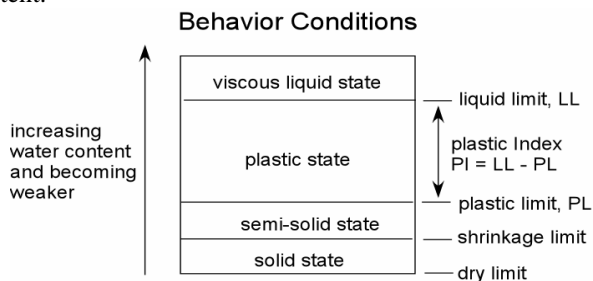 Behavior Conditions
viscous liquid state
liquid limit, LL
increasing
water content
and becoming
weaker
plastic state
plastic Index
PI = LL - PL
plastic limit, PL
semi-solid state
shrinkage limit
solid state
dry limit